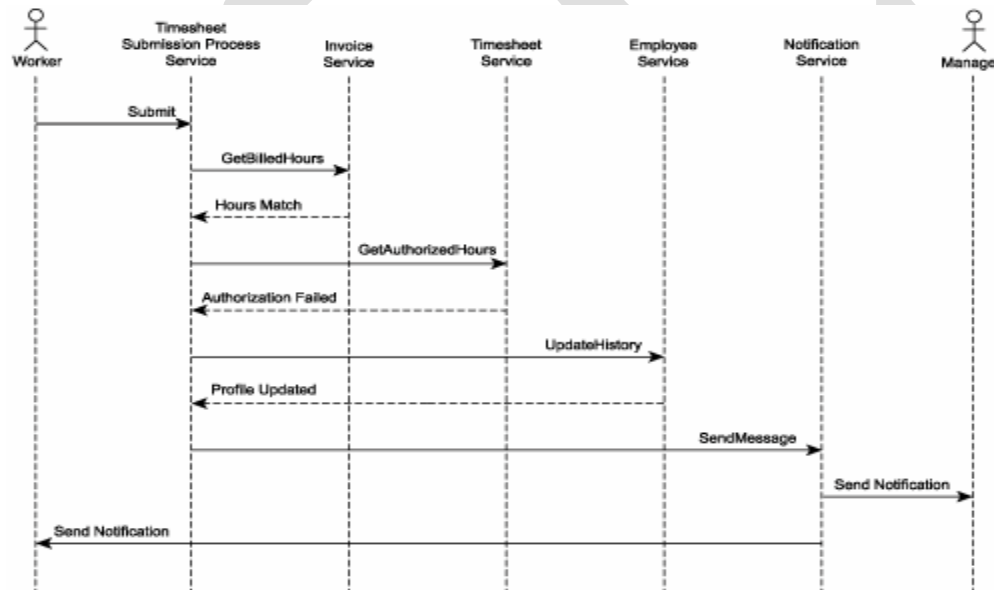 Worker
Timesheet
Submission Process
Service
Invoice
Service
Timesheet
Service
Employee
Service
Notification
Service
Manage
Submit
GetBilledHours
Hours Match
GetAuthorizedHours
Authorization Failed
UpdateHistory
Profile Updated
SendMessage
Send Notification
Send Notification